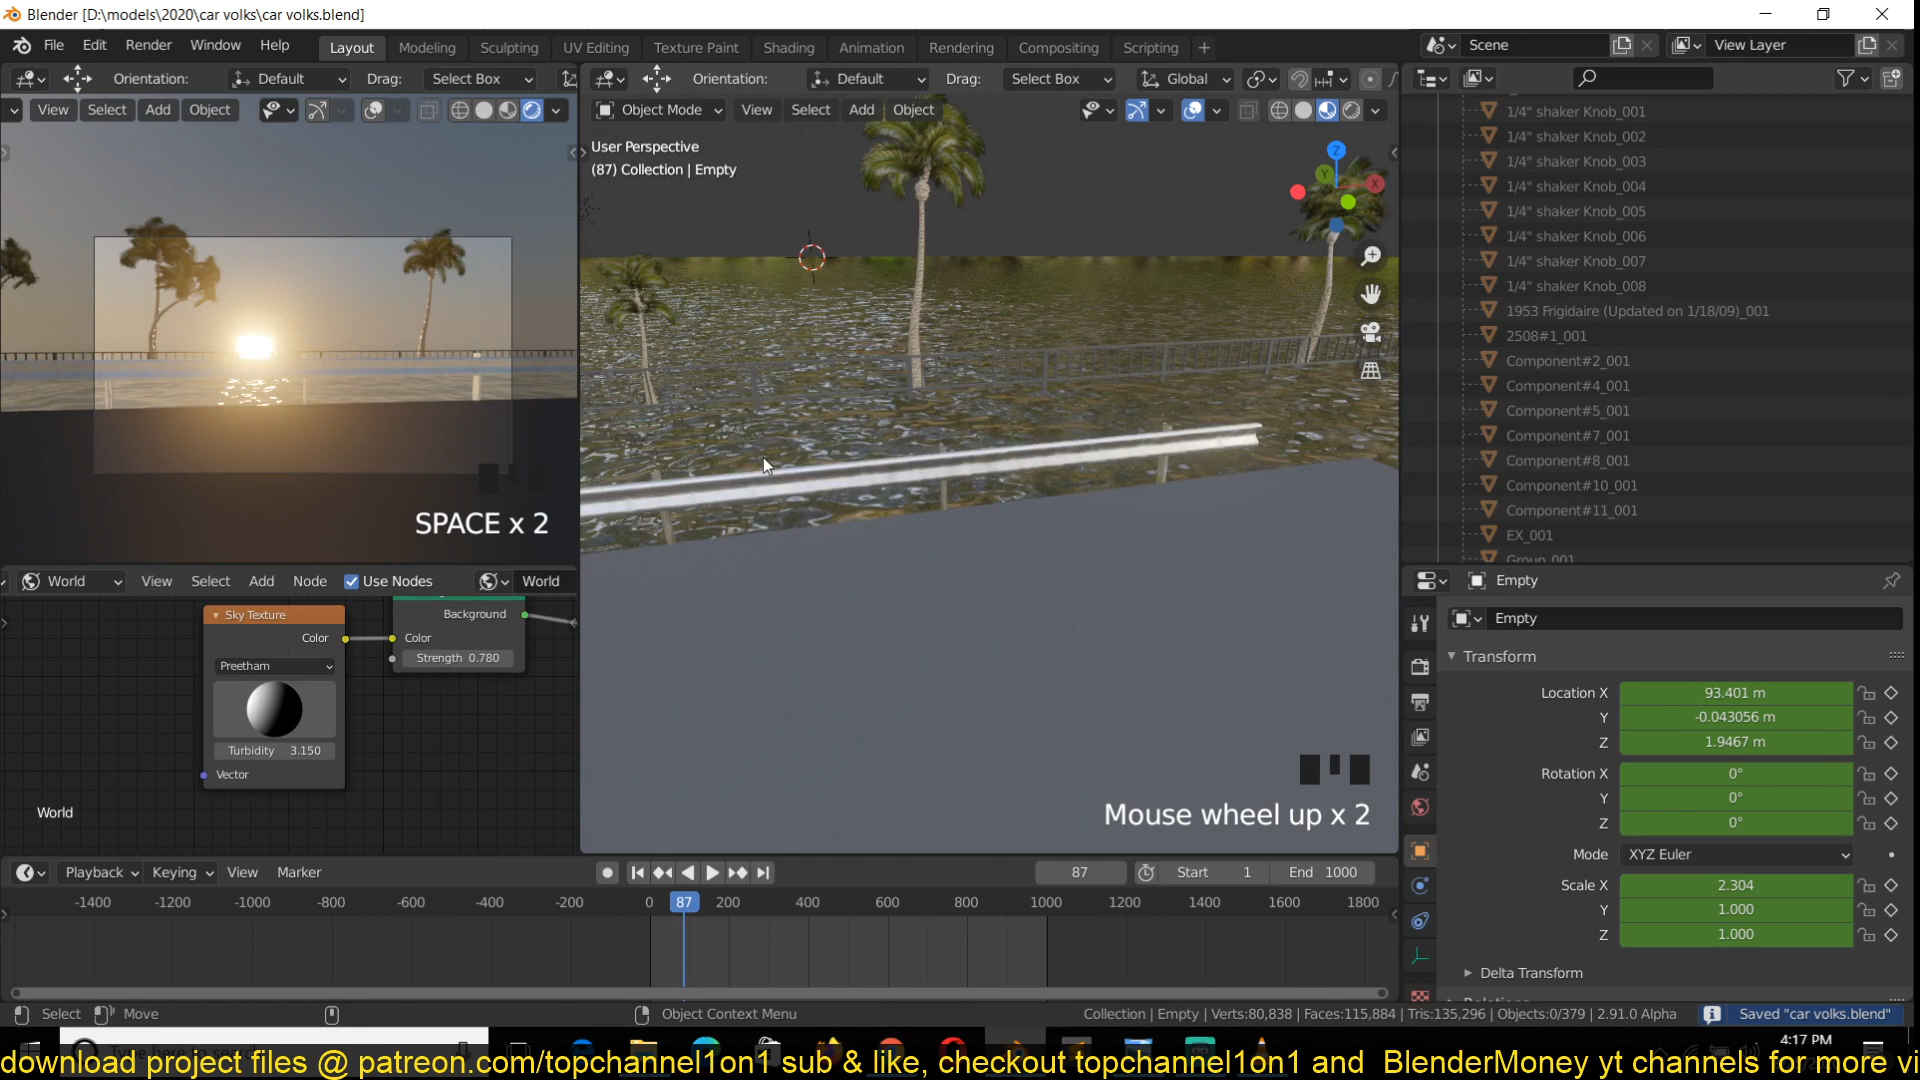 Blender [D:\models\2020\car volks\car volks.blend]
File Edit Render Window Help Layout Modeling Sculpting UV Editing Texture Paint Shading Animation Rendering Compositing Scripting + Scene View Layer
Orientation: Default Drag: Select Box Orientation: Default Drag: Select Box Global
View Select Add Object Object Mode View Select Add Object
User Perspective
(87) Collection | Empty
Z
Y
X
SPACE x 2
Mouse wheel up x 2
1/4" shaker Knob_001
1/4" shaker Knob_002
1/4" shaker Knob_003
1/4" shaker Knob_004
1/4" shaker Knob_005
1/4" shaker Knob_006
1/4" shaker Knob_007
1/4" shaker Knob_008
1953 Frigidaire (Updated on 1/18/09)_001
2508#1_001
Component#2_001
Component#4_001
Component#5_001
Component#7_001
Component#8_001
Component#10_001
Component#11_001
EX_001
Group_001
World View Select Add Node Use Nodes World
Sky Texture
Color
Preetham
Turbidity 3.150
Vector
Background
Color
Strength 0.780
World
Empty
Empty
Transform
Location X 93.401 m
Y -0.043056 m
Z 1.9467 m
Rotation X 0°
Y 0°
Z 0°
Mode XYZ Euler
Scale X 2.304
Y 1.000
Z 1.000
Delta Transform
Relations
Playback Keying View Marker 87 Start 1 End 1000
-1400 -1200 -1000 -800 -600 -400 -200 0 87 200 400 600 800 1000 1200 1400 1600 1800
Select Move Object Context Menu Collection | Empty | Verts:80,838 | Faces:115,884 | Tris:135,296 | Objects:0/379 | 2.91.0 Alpha Saved "car volks.blend"
4:17 PM
download project files @ patreon.com/topchannel1on1 sub & like, checkout topchannel1on1 and BlenderMoney yt channels for more vi